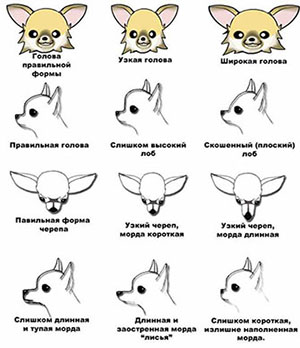 Голова
правильной
формы
Узкая голова
Широкая голова
Правильная голова
Слишком высокий
лоб
Скошенный (плоский)
лоб
Павильная форма
черепа
Узкий череп,
морда короткая
Узкий череп,
морда длинная
Слишком длинная
и тупая морда
Длинная и
заостренная морда
"лисья"
Слишком короткая,
излишне наполненная
морда.